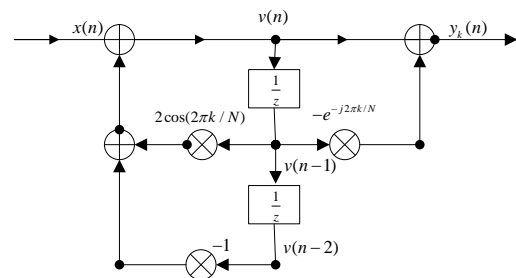 x(n)
v(n)
y_k(n)
1/z
2cos(2πk / N)
−e^{−j2πk/N}
v(n−1)
1/z
−1
v(n−2)